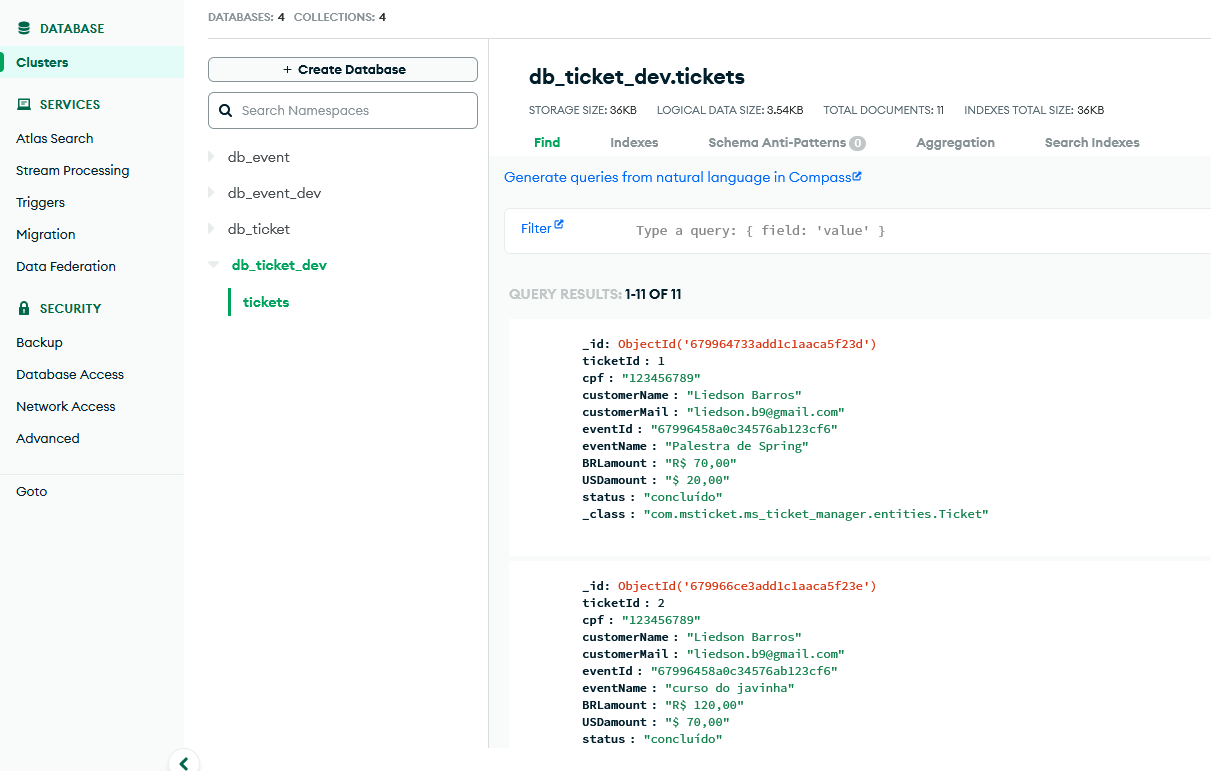 DATABASE
Clusters
SERVICES
Atlas Search
Stream Processing
Triggers
Migration
Data Federation
SECURITY
Backup
Database Access
Network Access
Advanced
Goto
DATABASES: 4 COLLECTIONS: 4
+ Create Database
Search Namespaces
db_event
db_event_dev
db_ticket
db_ticket_dev
tickets
db_ticket_dev.tickets
STORAGE SIZE: 36KB LOGICAL DATA SIZE: 3.54KB TOTAL DOCUMENTS: 11 INDEXES TOTAL SIZE: 36KB
Find Indexes Schema Anti-Patterns 0 Aggregation Search Indexes
Generate queries from natural language in Compass
Filter Type a query: { field: 'value' }
QUERY RESULTS: 1-11 OF 11
_id: ObjectId('679964733add1c1aaca5f23d')
ticketId : 1
cpf : "123456789"
customerName : "Liedson Barros"
customerMail : "liedson.b9@gmail.com"
eventId : "67996458a0c34576ab123cf6"
eventName : "Palestra de Spring"
BRLamount : "R$ 70,00"
USDamount : "$ 20,00"
status : "concluído"
_class : "com.msticket.ms_ticket_manager.entities.Ticket"
_id: ObjectId('679966ce3add1c1aaca5f23e')
ticketId : 2
cpf : "123456789"
customerName : "Liedson Barros"
customerMail : "liedson.b9@gmail.com"
eventId : "67996458a0c34576ab123cf6"
eventName : "curso do javinha"
BRLamount : "R$ 120,00"
USDamount : "$ 70,00"
status : "concluído"